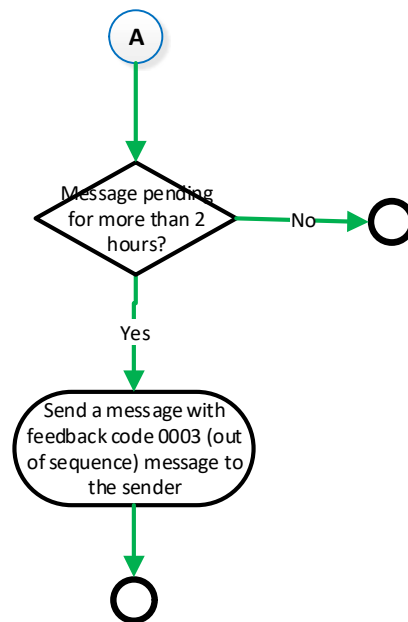 A
Message pending
for more than 2
hours?
No
Yes
Send a message with
feedback code 0003 (out
of sequence) message to
the sender